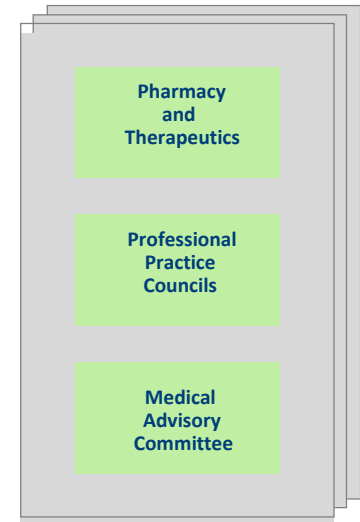 Pharmacy
and
Therapeutics
Professional
Practice
Councils
Medical
Advisory
Committee